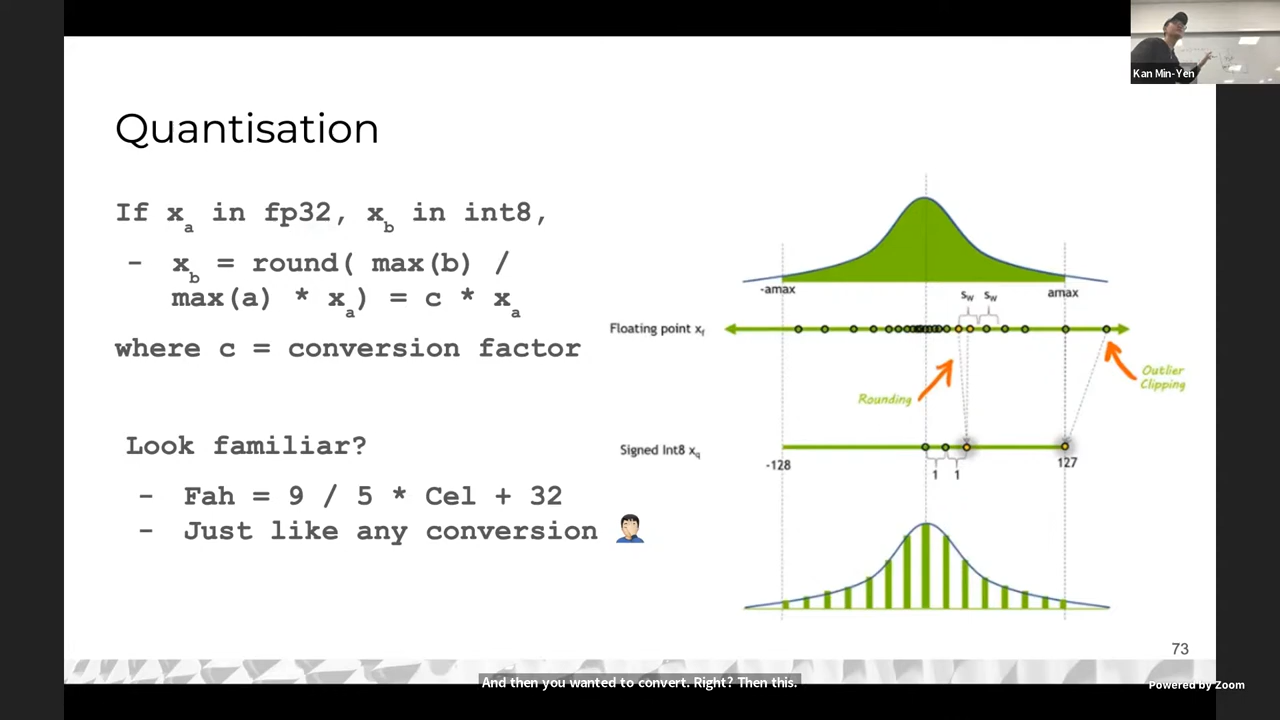 Kan Min-Yen
Quantisation
If xa in fp32, xb in int8,
- xb = round( max(b) /
max(a) * xa) = c * xa
where c = conversion factor
Look familiar?
- Fah = 9 / 5 * Cel + 32
- Just like any conversion 🤦🏻‍♂️
-amax
amax
sw sw
Floating point xf
Rounding
Outlier
Clipping
Signed Int8 xq
-128
127
1 1
73
And then you wanted to convert. Right? Then this.
Powered by Zoom